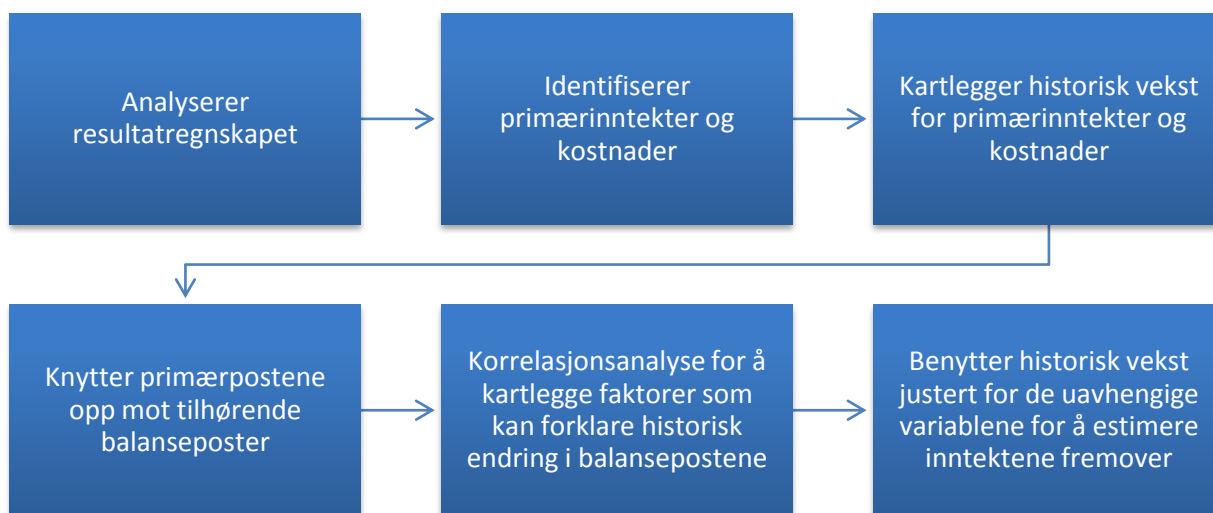 Analyserer
resultatregnskapet
Identifiserer
primærinntekter og
kostnader
Kartlegger historisk vekst
for primærinntekter og
kostnader
Knytter primærpostene
opp mot tilhørende
balanseposter
Korrelasjonsanalyse for å
kartlegge faktorer som
kan forklare historisk
endring i balansepostene
Benytter historisk vekst
justert for de uavhengige
variablene for å estimere
inntektene fremover